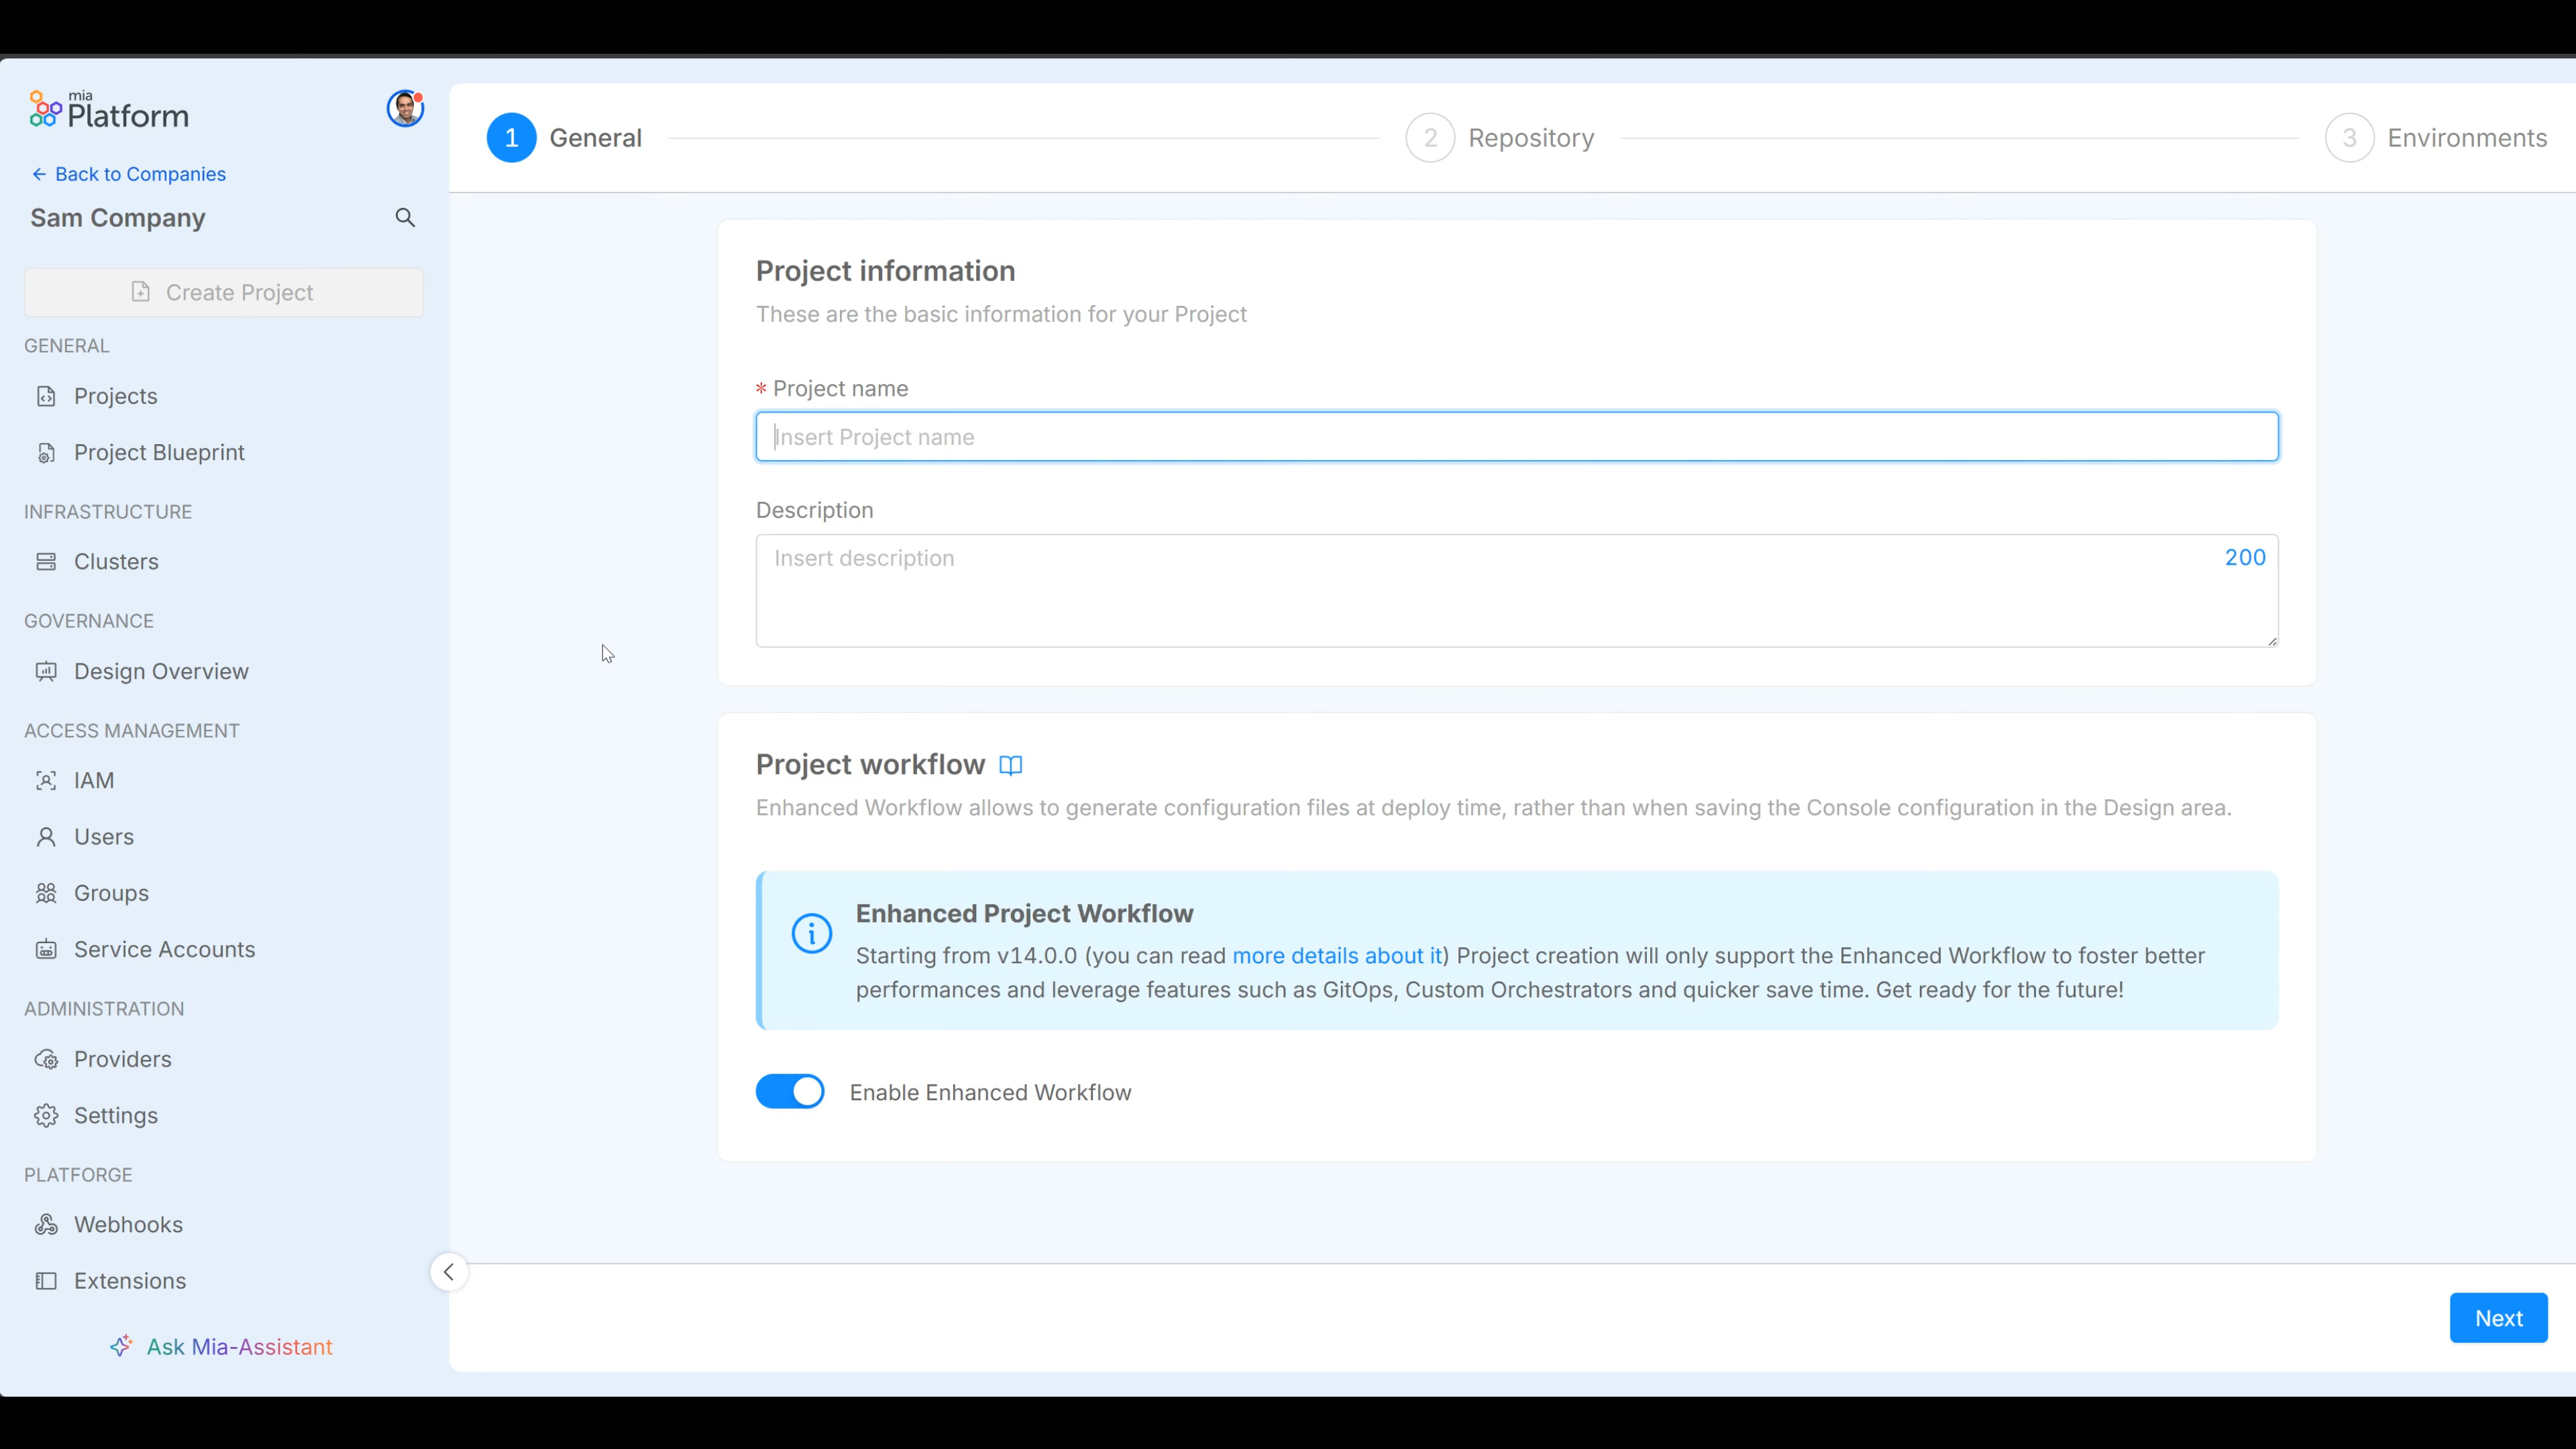 mia
Platform
Back to Companies
Sam Company
Create Project
GENERAL
Projects
Project Blueprint
INFRASTRUCTURE
Clusters
GOVERNANCE
Design Overview
ACCESS MANAGEMENT
IAM
Users
Groups
Service Accounts
ADMINISTRATION
Providers
Settings
PLATFORGE
Webhooks
Extensions
Ask Mia-Assistant
1 General
2 Repository
3 Environments
Project information
These are the basic information for your Project
* Project name
Insert Project name
Description
Insert description
200
Project workflow
Enhanced Workflow allows to generate configuration files at deploy time, rather than when saving the Console configuration in the Design area.
Enhanced Project Workflow
Starting from v14.0.0 (you can read more details about it) Project creation will only support the Enhanced Workflow to foster better
performances and leverage features such as GitOps, Custom Orchestrators and quicker save time. Get ready for the future!
Enable Enhanced Workflow
Next